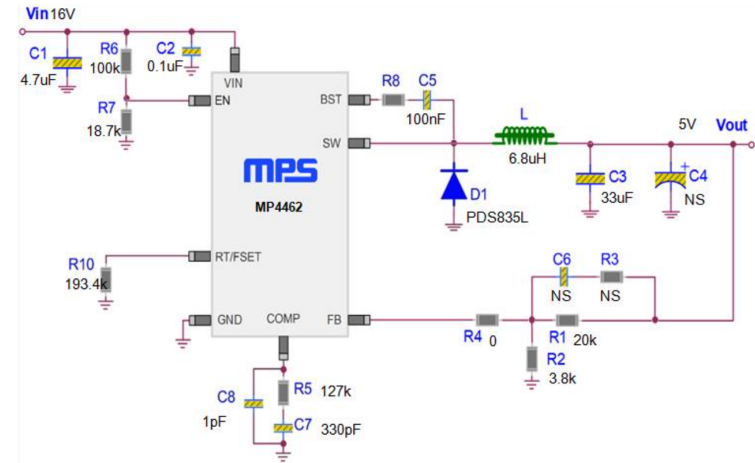 Vin 16V
C1
4.7uF
R6
100k
C2
0.1uF
R7
18.7k
VIN
EN
BST
SW
RT/FSET
GND
COMP
FB
mps
MP4462
R8
C5
100nF
L
6.8uH
5V
Vout
D1
PDS835L
C3
33uF
+
C4
NS
R10
193.4k
C6
NS
R3
NS
R4
0
R1
20k
R2
3.8k
C8
1pF
R5
127k
C7
330pF